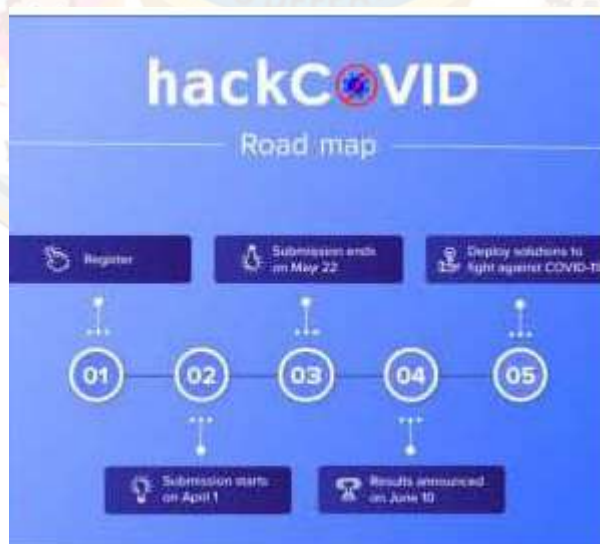 hackCOVID
Road map
Register
Submission ends
on May 22
Deploy solutions to
fight against COVID-19
01
02
03
04
05
Submission starts
on April 1
Results announced
on June 10